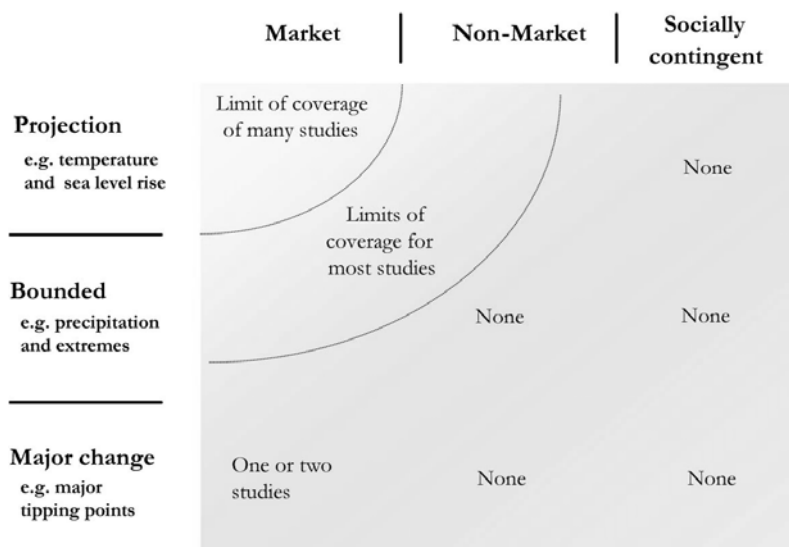 Market
Non-Market
Socially
contingent
Projection
e.g. temperature
and sea level rise
Limit of coverage
of many studies
None
Limits of
coverage for
most studies
Bounded
e.g. precipitation
and extremes
None
None
Major change
e.g. major
tipping points
One or two
studies
None
None